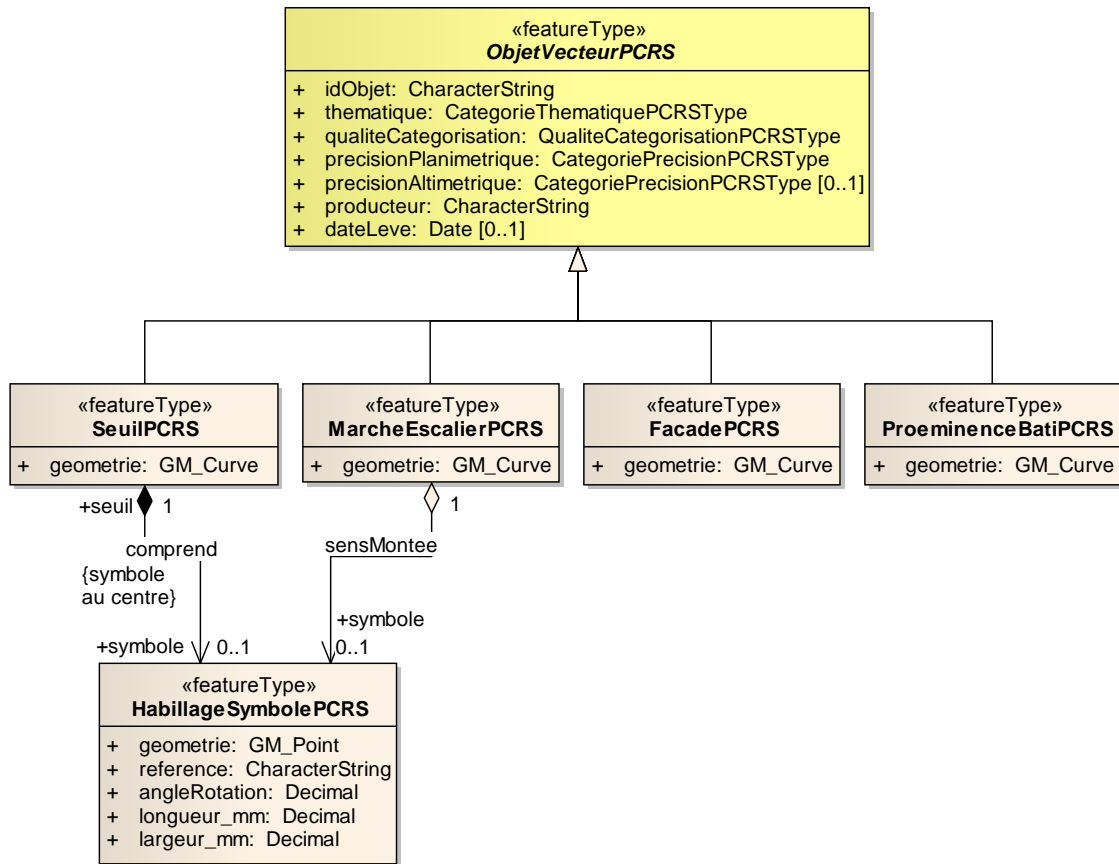 «featureType»
ObjetVecteurPCRS
+ idObjet: CharacterString
+ thematique: CategorieThematiquePCRSType
+ qualiteCategorisation: QualiteCategorisationPCRSType
+ precisionPlanimetrique: CategoriePrecisionPCRSType
+ precisionAltimetrique: CategoriePrecisionPCRSType [0..1]
+ producteur: CharacterString
+ dateLeve: Date [0..1]
«featureType»
SeuilPCRS
+ geometrie: GM_Curve
«featureType»
MarcheEscalierPCRS
+ geometrie: GM_Curve
«featureType»
FacadePCRS
+ geometrie: GM_Curve
«featureType»
ProeminenceBatiPCRS
+ geometrie: GM_Curve
+seuil 1
comprend
{symbole
au centre}
+symbole 0..1
1
sensMontee
+symbole
0..1
«featureType»
HabillageSymbolePCRS
+ geometrie: GM_Point
+ reference: CharacterString
+ angleRotation: Decimal
+ longueur_mm: Decimal
+ largeur_mm: Decimal